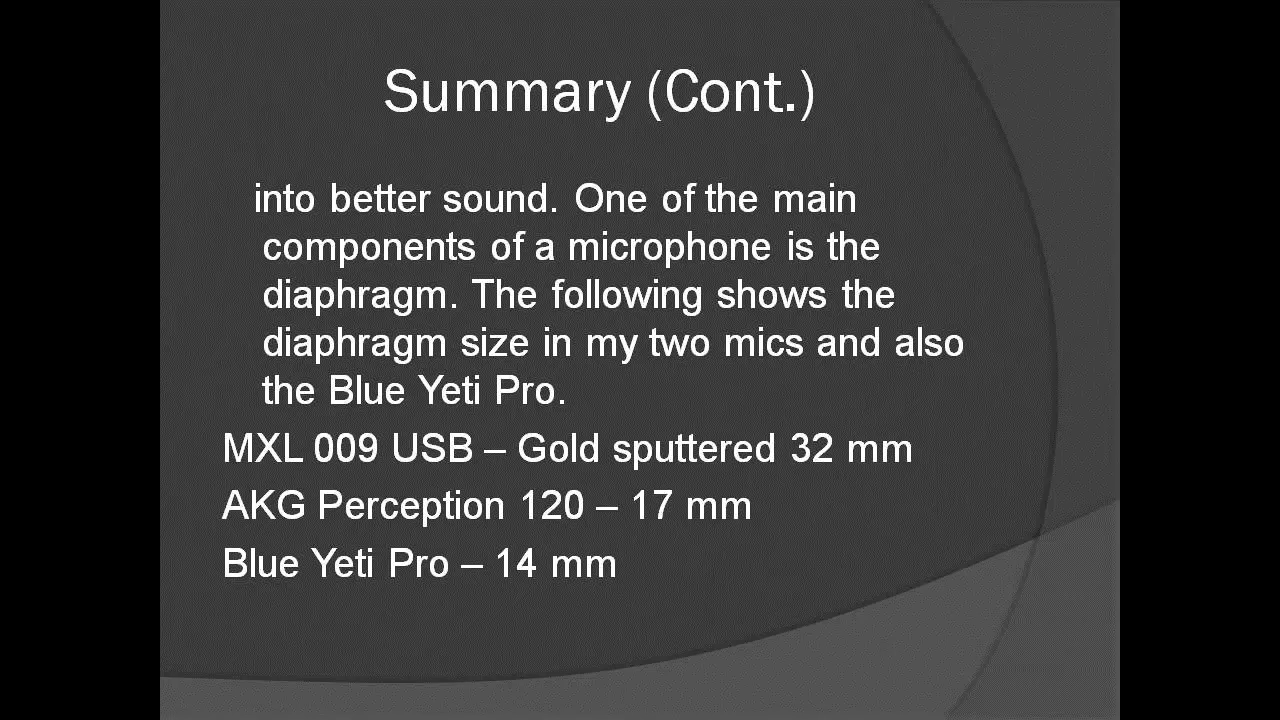 Summary (Cont.)
into better sound. One of the main
components of a microphone is the
diaphragm. The following shows the
diaphragm size in my two mics and also
the Blue Yeti Pro.
MXL 009 USB – Gold sputtered 32 mm
AKG Perception 120 – 17 mm
Blue Yeti Pro – 14 mm